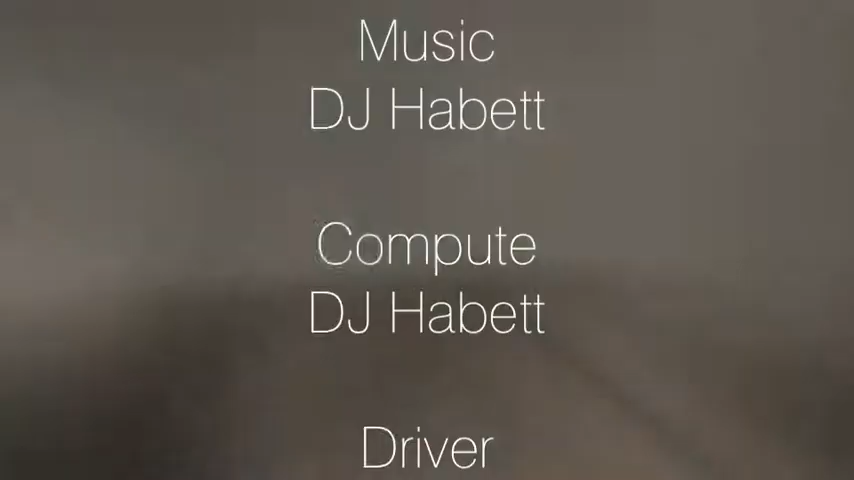 Music
DJ Habett
Compute
DJ Habett
Driver